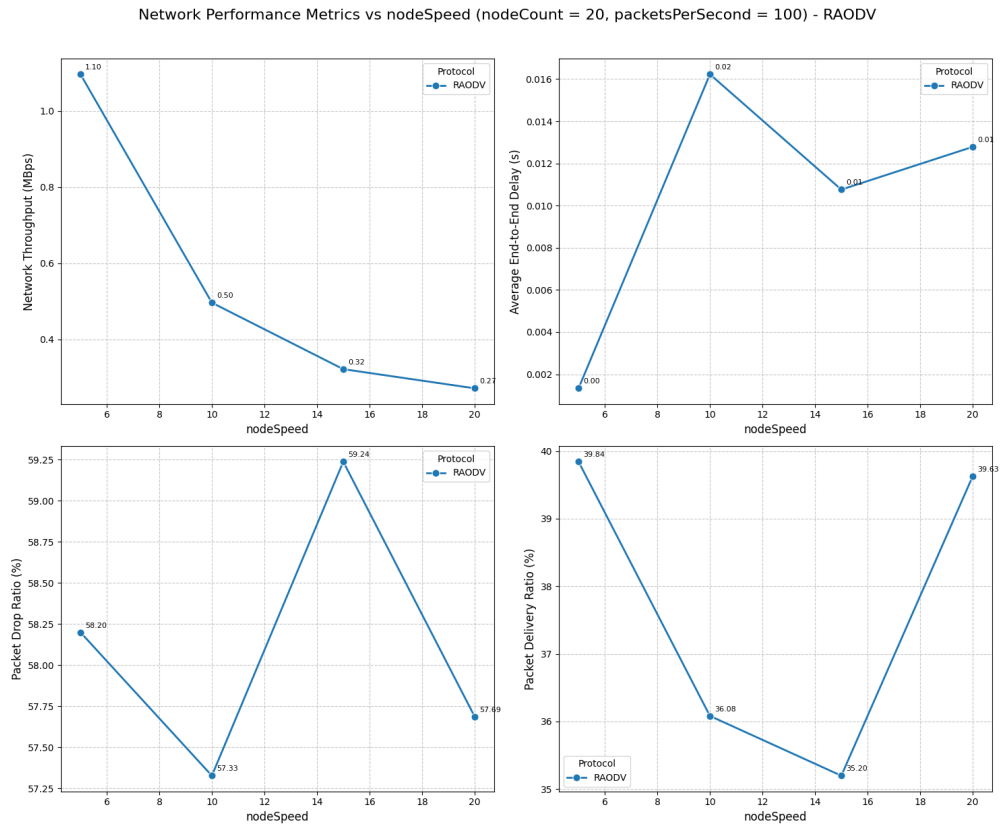 Network Performance Metrics vs nodeSpeed (nodeCount = 20, packetsPerSecond = 100) - RAODV
Network Throughput (MBps)
1.0
0.8
0.6
0.4
1.10
0.50
0.32
0.27
Protocol
RAODV
6 8 10 12 14 16 18 20
nodeSpeed
Average End-to-End Delay (s)
0.016
0.014
0.012
0.010
0.008
0.006
0.004
0.002
0.00
0.02
0.01
0.01
Protocol
RAODV
6 8 10 12 14 16 18 20
nodeSpeed
Packet Drop Ratio (%)
59.25
59.00
58.75
58.50
58.25
58.00
57.75
57.50
57.25
58.20
57.33
59.24
57.69
Protocol
RAODV
6 8 10 12 14 16 18 20
nodeSpeed
Packet Delivery Ratio (%)
40
39
38
37
36
35
39.84
36.08
35.20
39.63
Protocol
RAODV
6 8 10 12 14 16 18 20
nodeSpeed